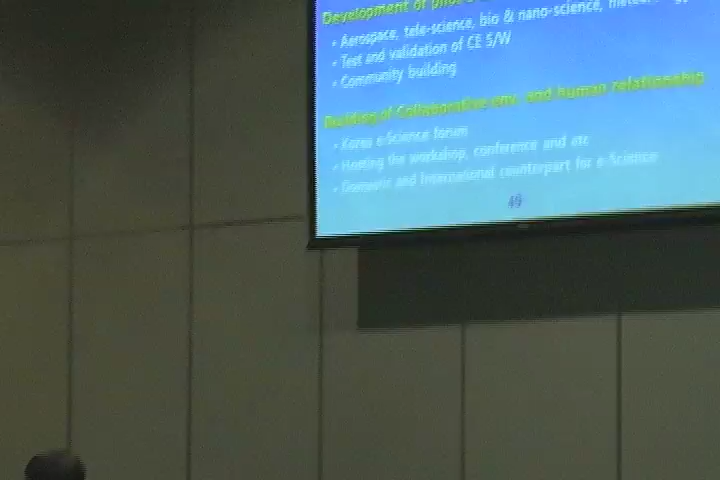 Development of pilot
• Aerospace, tele-science, bio & nano-science,
• Test and validation of CE S/W
• Community building
Building of Collaborative env. and human relationship
• Korea e-Science forum
• Hosting the workshop, conference and etc
• Domestic and International counterpart for e-Science
49